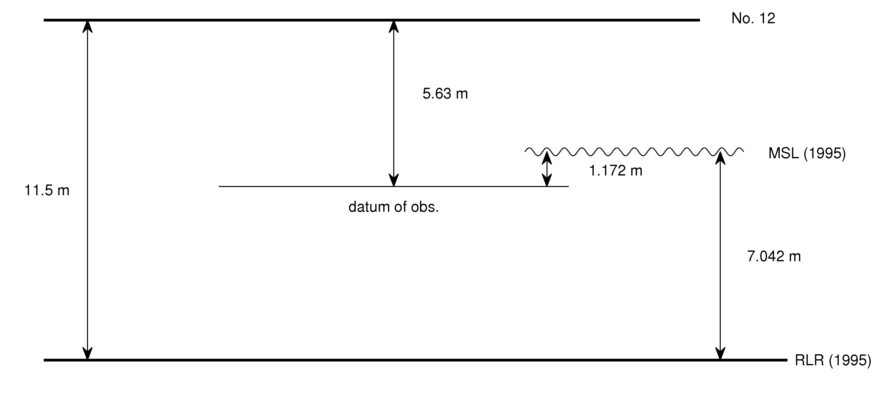 No. 12
5.63 m
MSL (1995)
1.172 m
11.5 m
datum of obs.
7.042 m
RLR (1995)